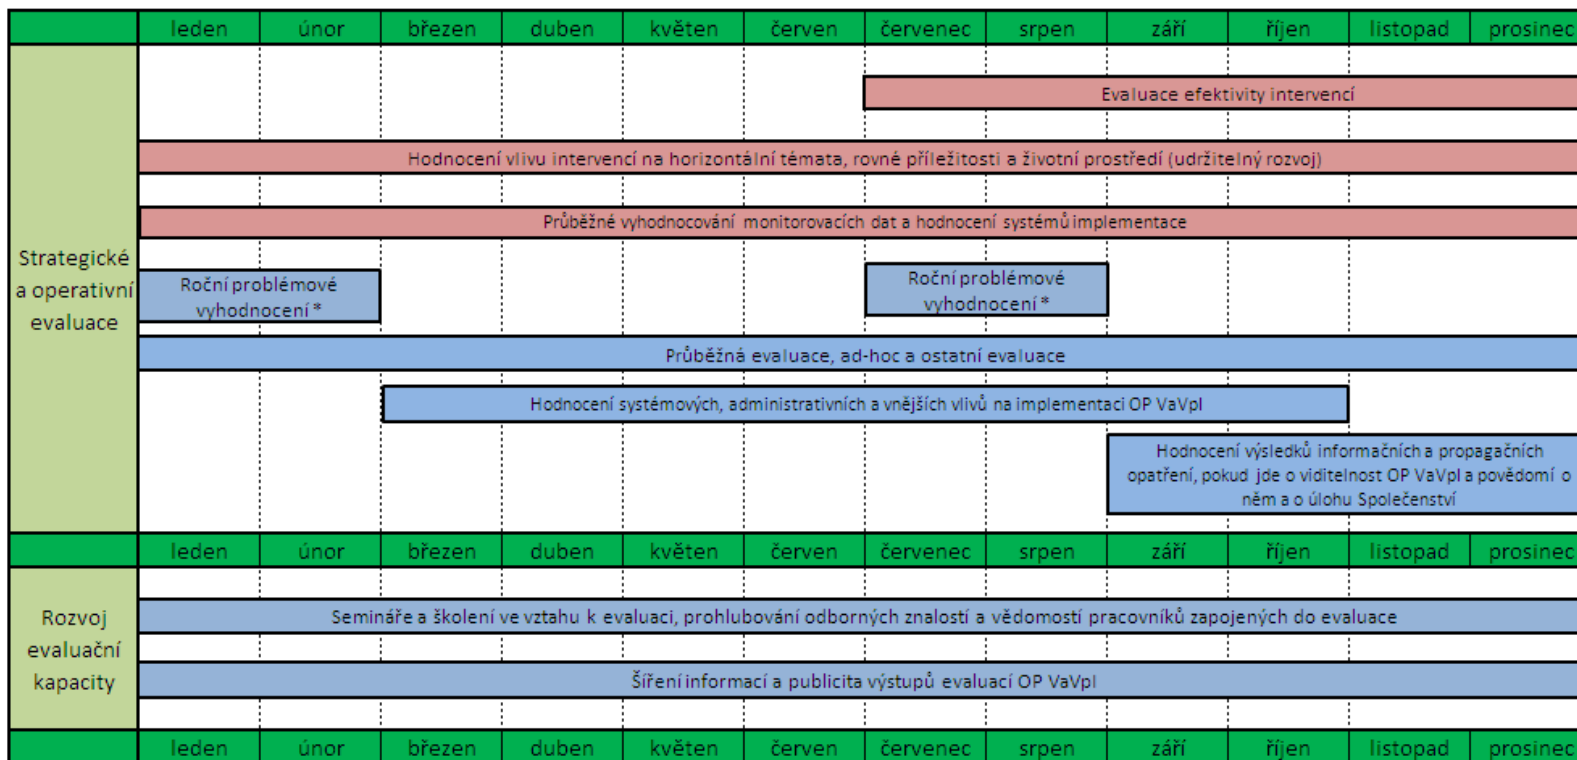 leden únor březen duben květen červen červenec srpen září říjen listopad prosinec
Evaluace efektivity intervencí
Hodnocení vlivu intervencí na horizontální témata, rovné příležitosti a životní prostředí (udržitelný rozvoj)
Průběžné vyhodnocování monitorovacích dat a hodnocení systémů implementace
Strategické
a operativní
evaluace
Roční problémové
vyhodnocení *
Roční problémové
vyhodnocení *
Průběžná evaluace, ad-hoc a ostatní evaluace
Hodnocení systémových, administrativních a vnějších vlivů na implementaci OP VaVpI
Hodnocení výsledků informačních a propagačních
opatření, pokud jde o viditelnost OP VaVpI a povědomí o
něm a o úlohu Společenství
leden únor březen duben květen červen červenec srpen září říjen listopad prosinec
Rozvoj
evaluační
kapacity
Semináře a školení ve vztahu k evaluaci, prohlubování odborných znalostí a vědomostí pracovníků zapojených do evaluace
Šíření informací a publicita výstupů evaluací OP VaVpI
leden únor březen duben květen červen červenec srpen září říjen listopad prosinec